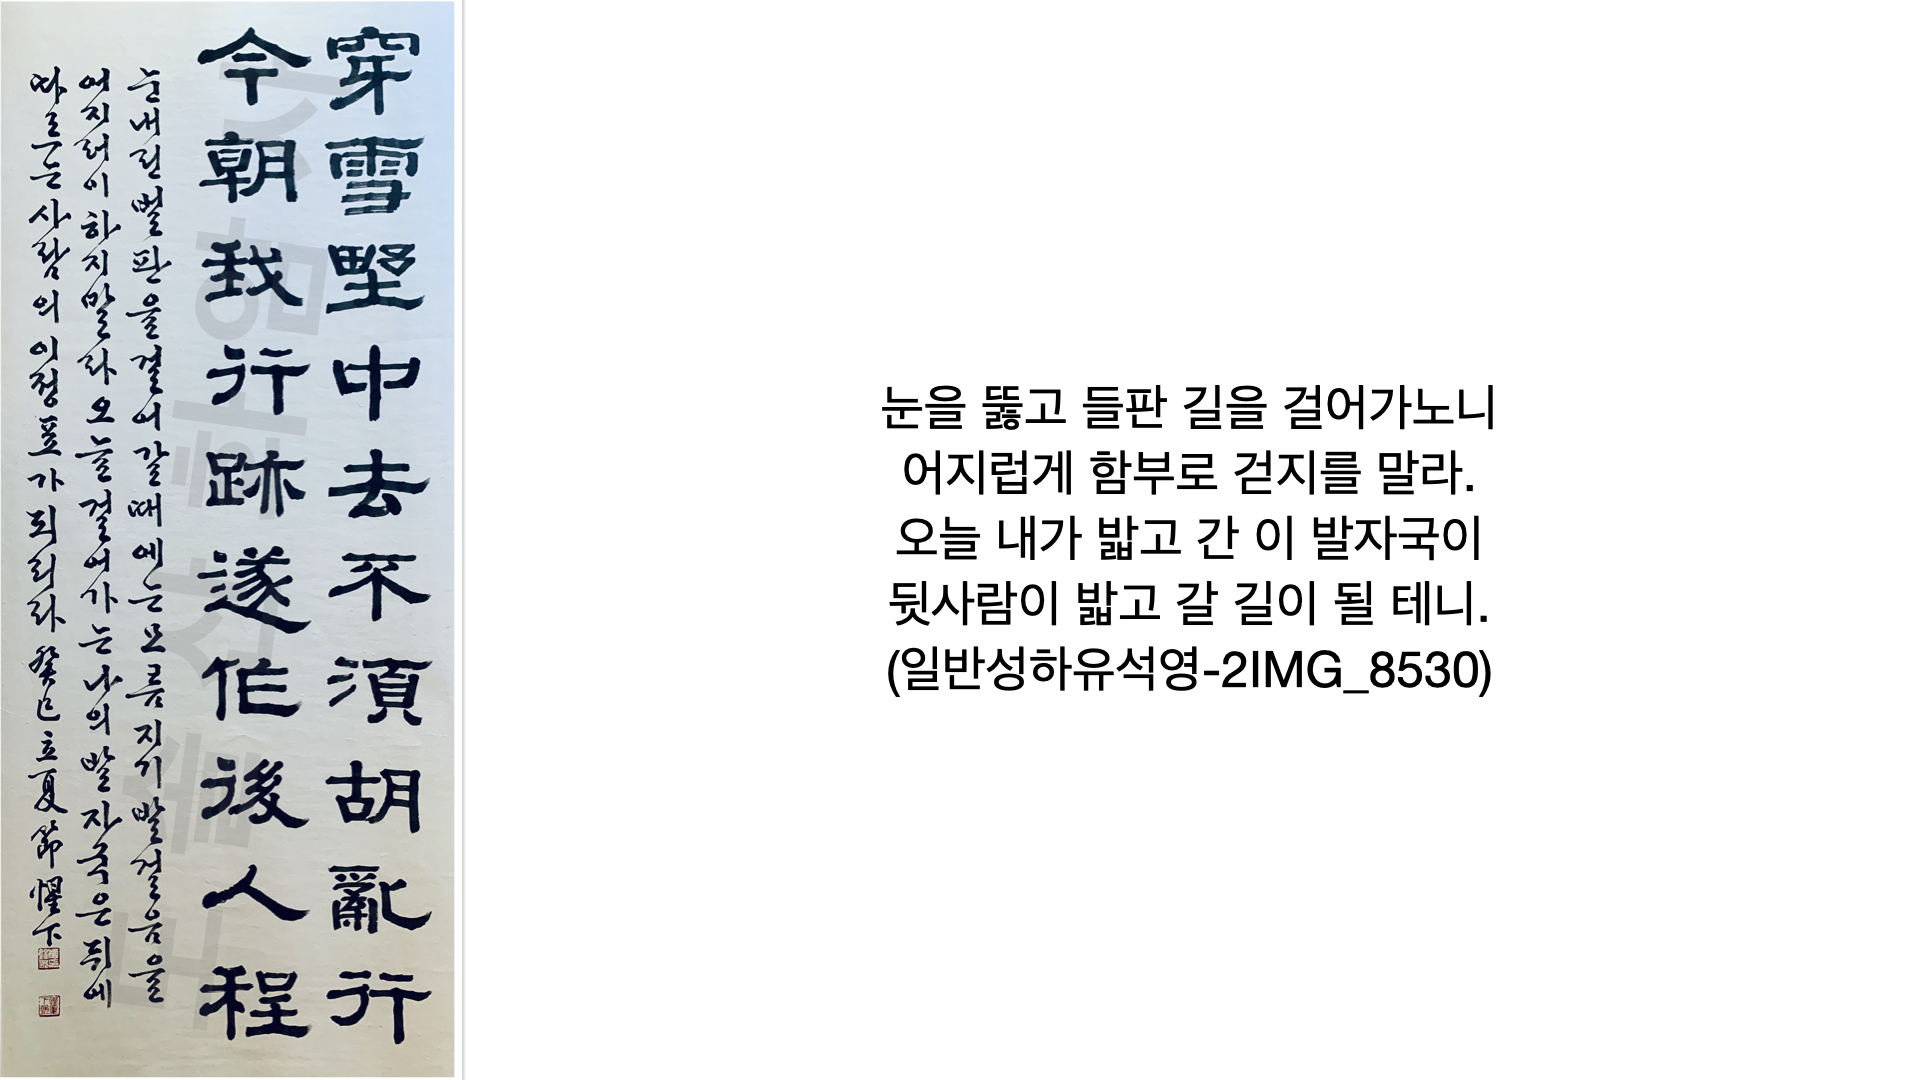 穿雪墅中去不須胡亂行
今朝我行跡遂作後人程
눈내린벌판을걸어갈때에는모름지기발걸음을
어지러이하지말라오늘걸어가는나의발자국은뒤에
따르는사람의이정표가되리라癸巳立夏節惺下
눈을 뚫고 들판 길을 걸어가노니
어지럽게 함부로 걷지를 말라.
오늘 내가 밟고 간 이 발자국이
뒷사람이 밟고 갈 길이 될 테니.
(일반성하유석영-2IMG_8530)